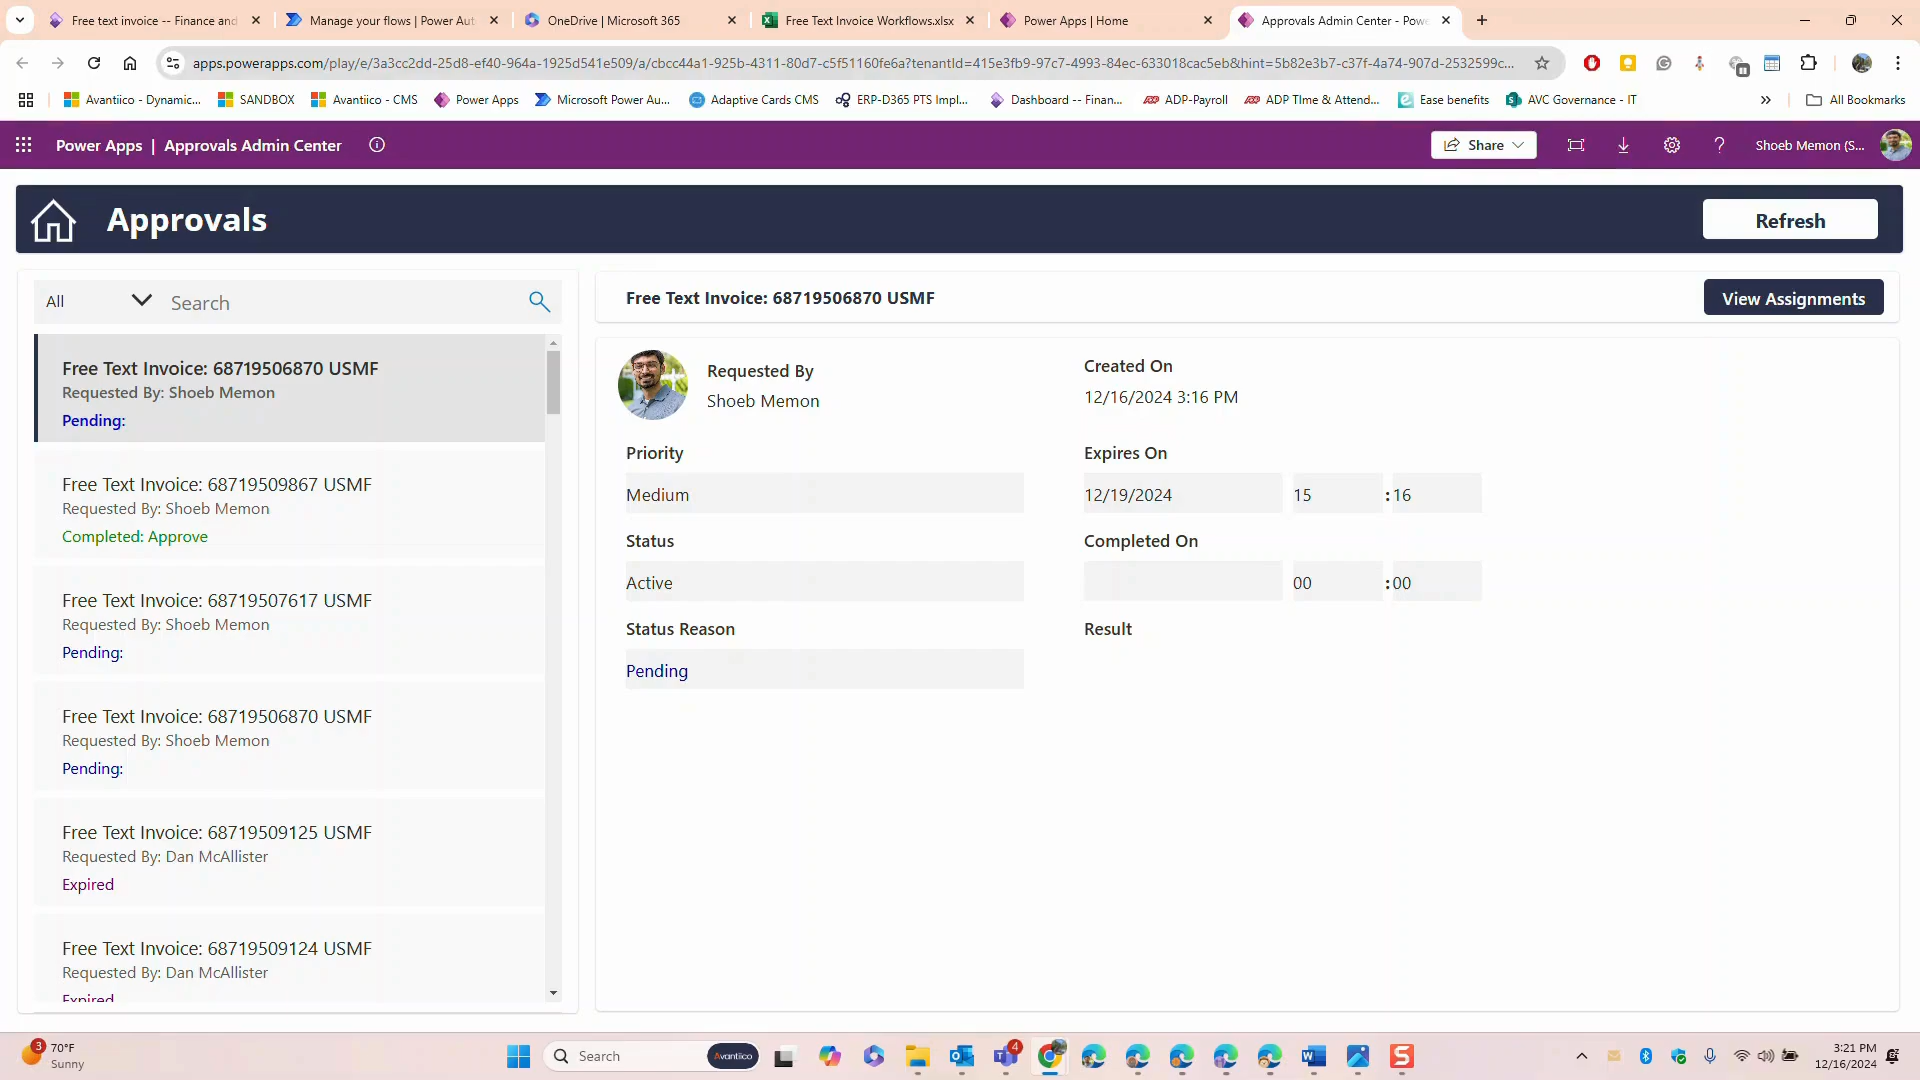 Free text invoice -- Finance and
Manage your flows | Power Aut
OneDrive | Microsoft 365
Free Text Invoice Workflows.xlsx
Power Apps | Home
Approvals Admin Center - Powe
apps.powerapps.com/play/e/3a3cc2dd-25d8-ef40-964a-1925d541e509/a/cbcc44a1-925b-4311-80d7-c5f51160fe6a?tenantId=415e3fb9-97c7-4993-84ec-633018cac5eb&hint=5b82e3b7-c37f-4a74-907d-2532599c...
Avantiico - Dynamic...
SANDBOX
Avantiico - CMS
Power Apps
Microsoft Power Au...
Adaptive Cards CMS
ERP-D365 PTS Impl...
Dashboard -- Finan...
ADP-Payroll
ADP TIme & Attend...
Ease benefits
AVC Governance - IT
All Bookmarks
Power Apps | Approvals Admin Center
Share
Shoeb Memon (S...
Approvals
Refresh
All
Search
Free Text Invoice: 68719506870 USMF
Requested By: Shoeb Memon
Pending:
Free Text Invoice: 68719509867 USMF
Requested By: Shoeb Memon
Completed: Approve
Free Text Invoice: 68719507617 USMF
Requested By: Shoeb Memon
Pending:
Free Text Invoice: 68719506870 USMF
Requested By: Shoeb Memon
Pending:
Free Text Invoice: 68719509125 USMF
Requested By: Dan McAllister
Expired
Free Text Invoice: 68719509124 USMF
Requested By: Dan McAllister
Expired
Free Text Invoice: 68719506870 USMF
View Assignments
Requested By
Shoeb Memon
Created On
12/16/2024 3:16 PM
Priority
Medium
Expires On
12/19/2024 15 : 16
Status
Active
Completed On
00 : 00
Status Reason
Pending
Result
3
70°F
Sunny
Search
Avantiico
4
3:21 PM
12/16/2024